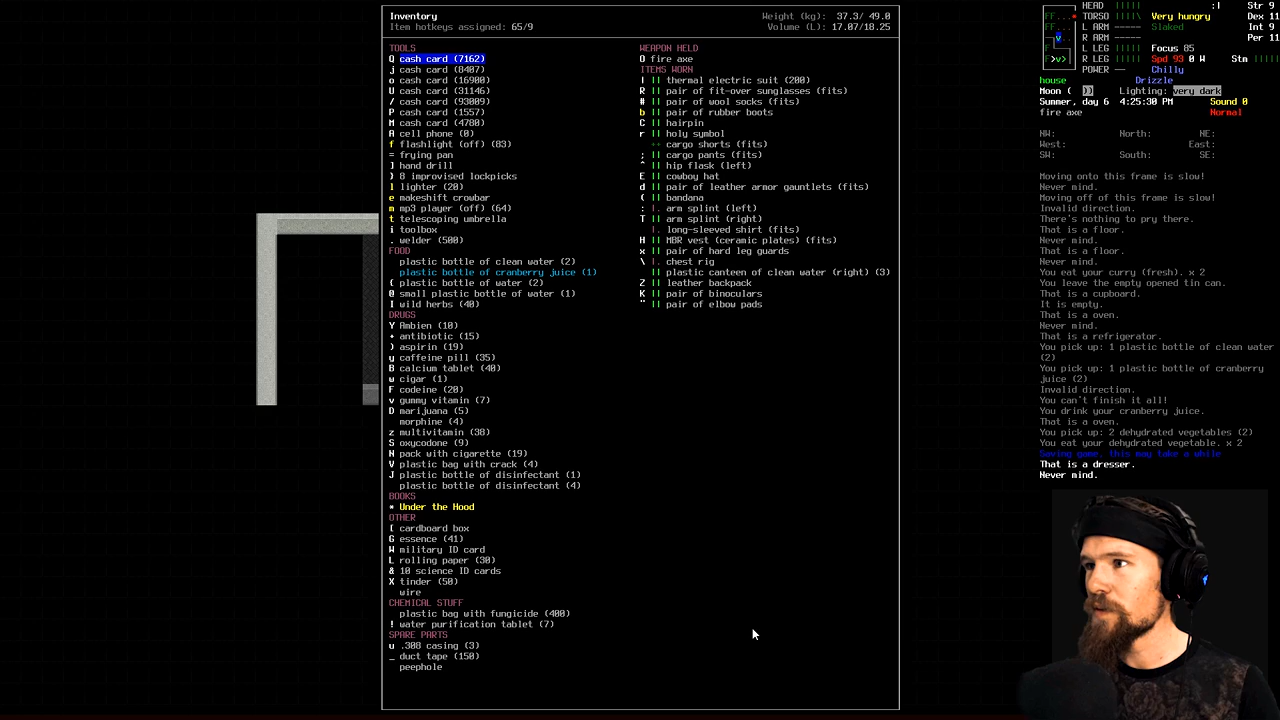 Inventory
Item hotkeys assigned: 65/9
Weight (kg): 37.3/ 49.0
Volume (L): 17.07/18.25
TOOLS
Q cash card (7162)
j cash card (8407)
o cash card (16900)
U cash card (31146)
/ cash card (93009)
P cash card (1557)
M cash card (4780)
A cell phone (0)
f flashlight (off) (83)
= frying pan
] hand drill
) 8 improvised lockpicks
l lighter (20)
e makeshift crowbar
m mp3 player (off) (64)
t telescoping umbrella
i toolbox
. welder (500)
FOOD
plastic bottle of clean water (2)
plastic bottle of cranberry juice (1)
( plastic bottle of water (2)
0 small plastic bottle of water (1)
I wild herbs (40)
DRUGS
Y Ambien (10)
+ antibiotic (15)
) aspirin (19)
y caffeine pill (35)
B calcium tablet (40)
w cigar (1)
F codeine (20)
v gummy vitamin (7)
D marijuana (5)
morphine (4)
z multivitamin (38)
S oxycodone (9)
N pack with cigarette (19)
V plastic bag with crack (4)
J plastic bottle of disinfectant (1)
plastic bottle of disinfectant (4)
BOOKS
* Under the Hood
OTHER
[ cardboard box
G essence (41)
W military ID card
L rolling paper (30)
& 10 science ID cards
X tinder (50)
wire
CHEMICAL STUFF
plastic bag with fungicide (400)
! water purification tablet (7)
SPARE PARTS
u .308 casing (3)
_ duct tape (150)
peephole
WEAPON HELD
O fire axe
ITEMS WORN
| || thermal electric suit (200)
R || pair of fit-over sunglasses (fits)
# || pair of wool socks (fits)
b || pair of rubber boots
C || hairpin
r || holy symbol
++ cargo shorts (fits)
; || cargo pants (fits)
^ || hip flask (left)
E || cowboy hat
d || pair of leather armor gauntlets (fits)
( || bandana
: |. arm splint (left)
T || arm splint (right)
|. long-sleeved shirt (fits)
H || MBR vest (ceramic plates) (fits)
x || pair of hard leg guards
\ |. chest rig
|| plastic canteen of clean water (right) (3)
Z || leather backpack
K || pair of binoculars
" || pair of elbow pads
HEAD ||||| :| Str 9
TORSO ||||\ Very hungry Dex 11
L ARM ----- Slaked Int 9
R ARM ----- Per 11
L LEG ||||| Focus 85
R LEG ||||| Spd 93 0 W Stm |||||
POWER -- Chilly
house Drizzle
Moon ( )) Lighting: very dark
Summer, day 6 4:25:30 PM Sound 0
fire axe Normal
NW: North: NE:
West: East:
SW: South: SE:
Moving onto this frame is slow!
Never mind.
Moving off of this frame is slow!
Invalid direction.
There's nothing to pry there.
That is a floor.
Never mind.
That is a floor.
Never mind.
You eat your curry (fresh). x 2
You leave the empty opened tin can.
That is a cupboard.
It is empty.
That is a oven.
Never mind.
That is a refrigerator.
You pick up: 1 plastic bottle of clean water
(2)
You pick up: 1 plastic bottle of cranberry
juice (2)
Invalid direction.
You can't finish it all!
You drink your cranberry juice.
That is a oven.
You pick up: 2 dehydrated vegetables (2)
You eat your dehydrated vegetable. x 2
Saving game, this may take a while
That is a dresser.
Never mind.